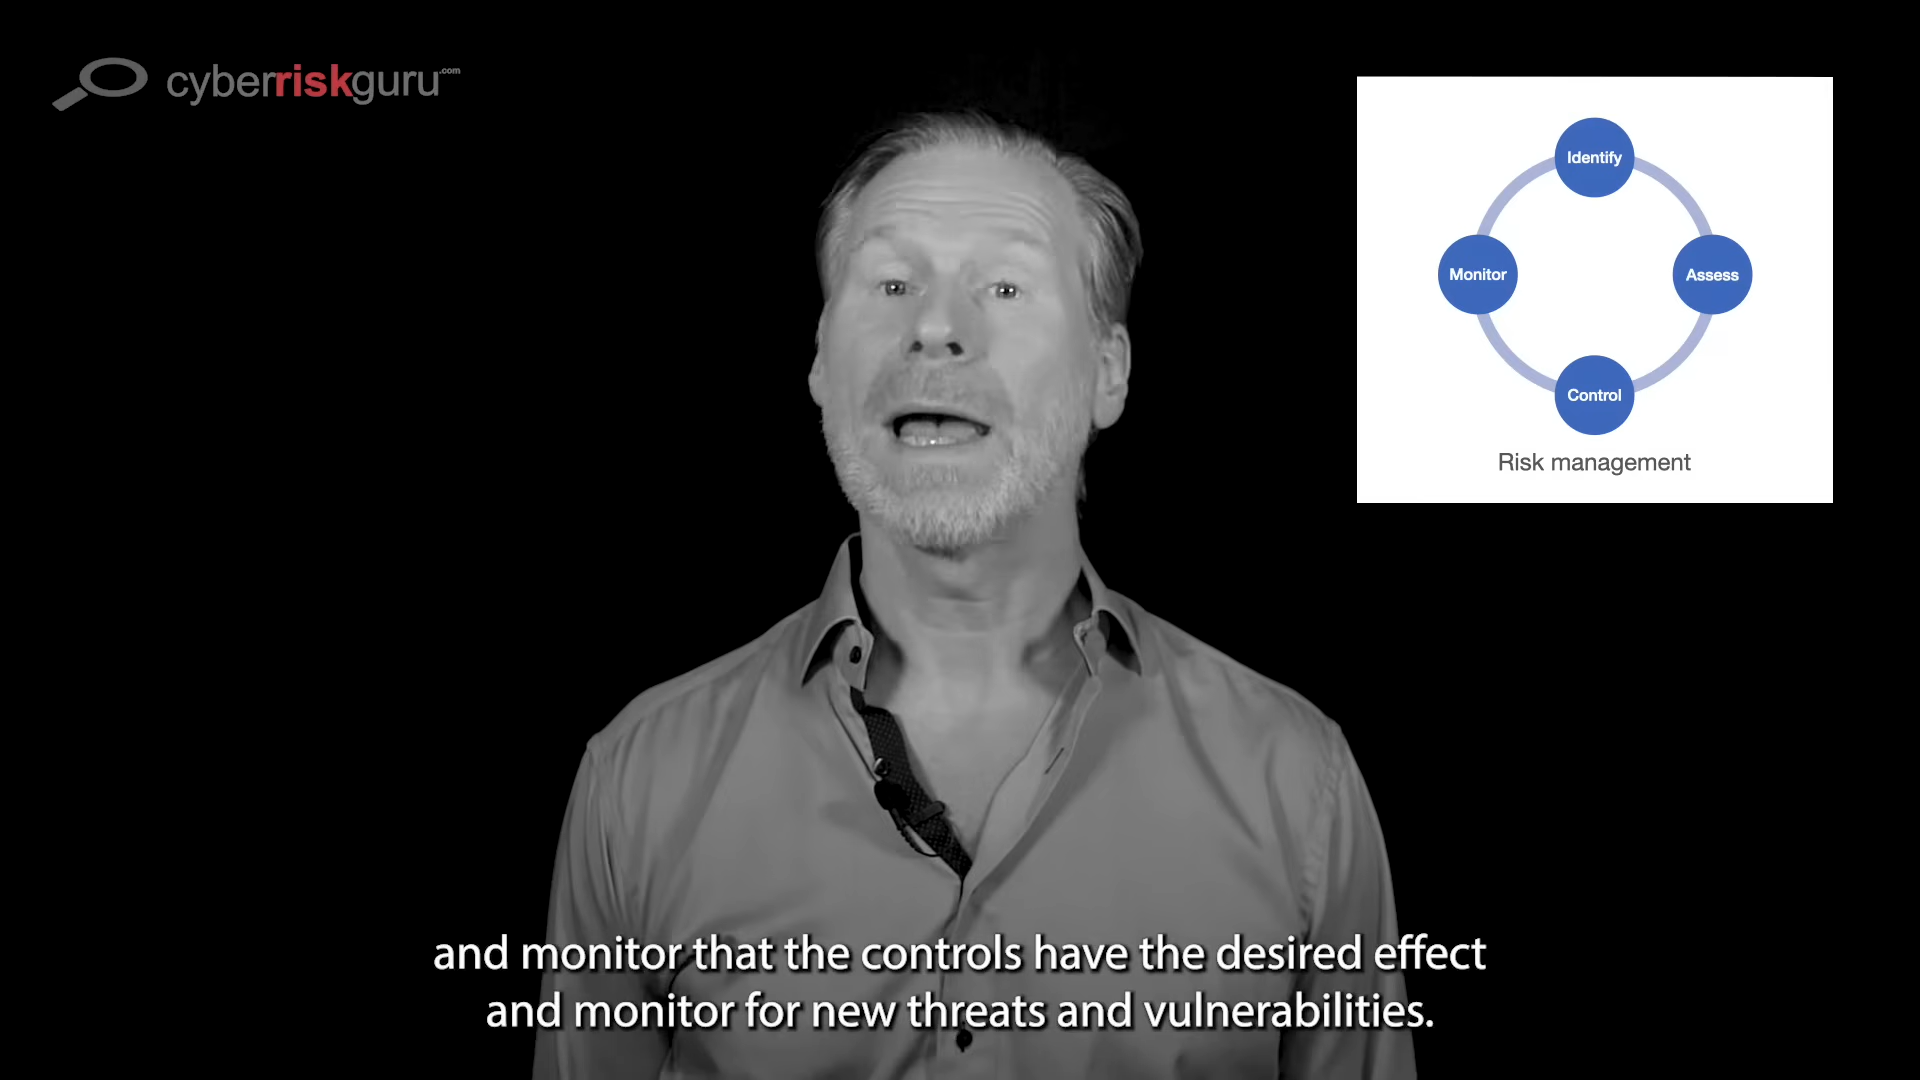 cyberriskguru.com
Identify
Monitor
Assess
Control
Risk management
and monitor that the controls have the desired effect
and monitor for new threats and vulnerabilities.